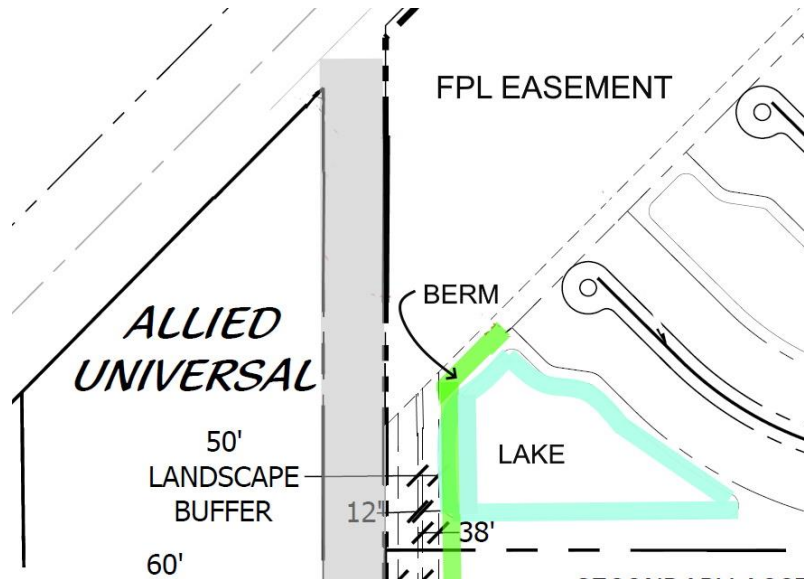 FPL EASEMENT
BERM
ALLIED
UNIVERSAL
50'
LANDSCAPE
BUFFER
12'
LAKE
38'
60'